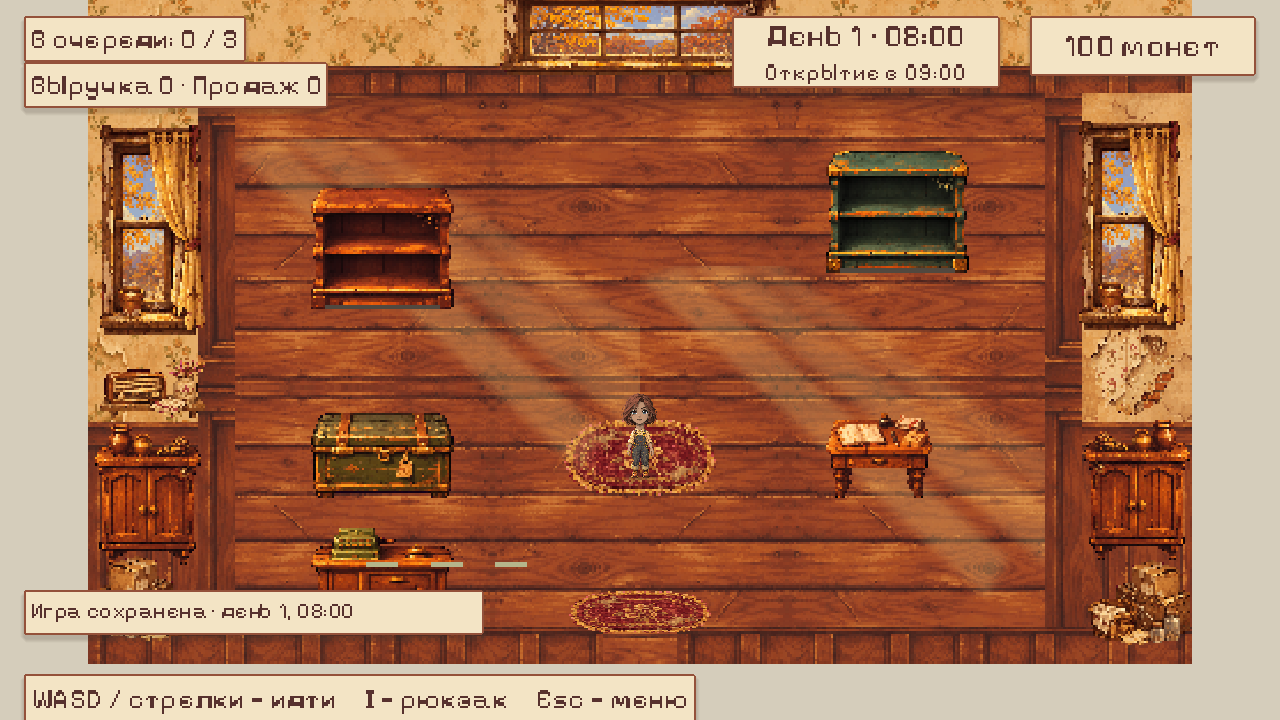 В очереди: 0 / 3
Выручка 0 · Продаж 0
День 1 · 08:00
Открытие в 09:00
100 монет
Игра сохранена · день 1, 08:00
WASD / стрелки – идти I – рюкзак Esc – меню